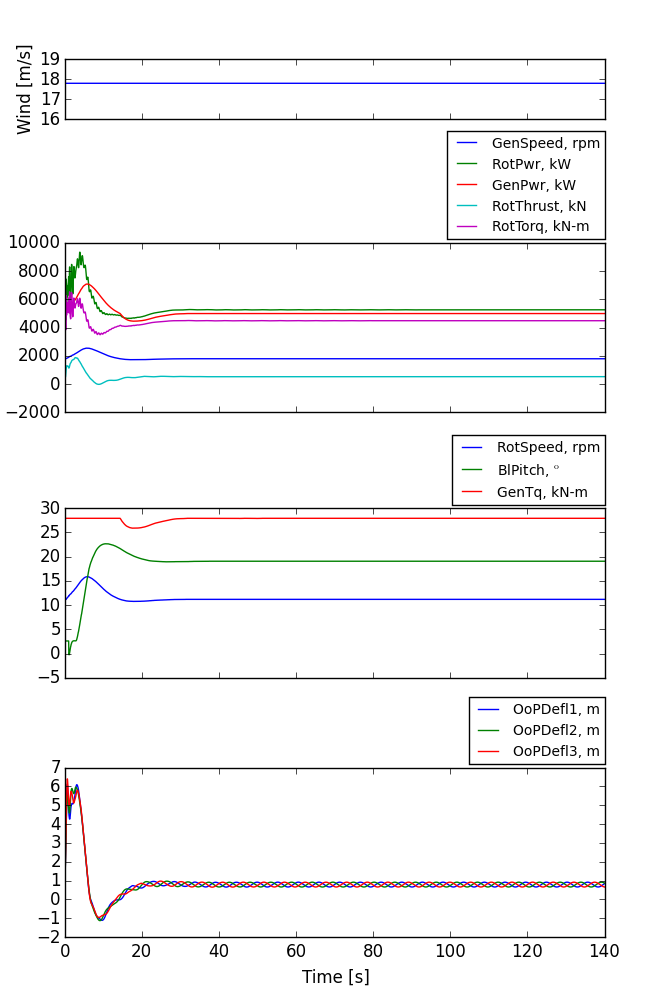 Wind [m/s]
19
18
17
16
GenSpeed, rpm
RotPwr, kW
GenPwr, kW
RotThrust, kN
RotTorq, kN-m
10000
8000
6000
4000
2000
0
−2000
RotSpeed, rpm
BlPitch, °
GenTq, kN-m
30
25
20
15
10
5
0
−5
OoPDefl1, m
OoPDefl2, m
OoPDefl3, m
7
6
5
4
3
2
1
0
−1
−2
0 20 40 60 80 100 120 140
Time [s]